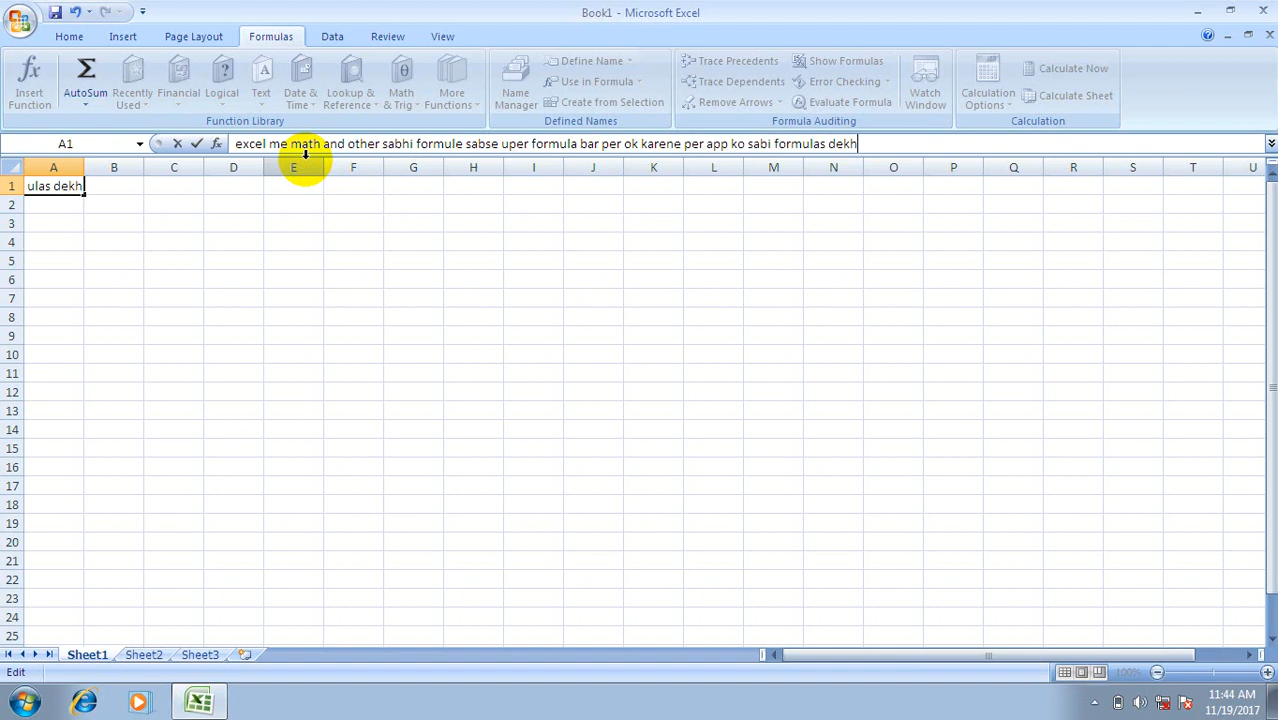 Book1 - Microsoft Excel
Home Insert Page Layout Formulas Data Review View
Insert Function
AutoSum
Recently Used
Financial
Logical
Text
Date & Time
Lookup & Reference
Math & Trig
More Functions
Function Library
Name Manager
Define Name
Use in Formula
Create from Selection
Defined Names
Trace Precedents
Trace Dependents
Remove Arrows
Show Formulas
Error Checking
Evaluate Formula
Watch Window
Formula Auditing
Calculation Options
Calculate Now
Calculate Sheet
Calculation
A1 fx excel me math and other sabhi formule sabse uper formula bar per ok karene per app ko sabi formulas dekh
A B C D E F G H I J K L M N O P Q R S T U
1 ulas dekh
2
3
4
5
6
7
8
9
10
11
12
13
14
15
16
17
18
19
20
21
22
23
24
25
Sheet1 Sheet2 Sheet3
Edit 100%
11:44 AM
11/19/2017